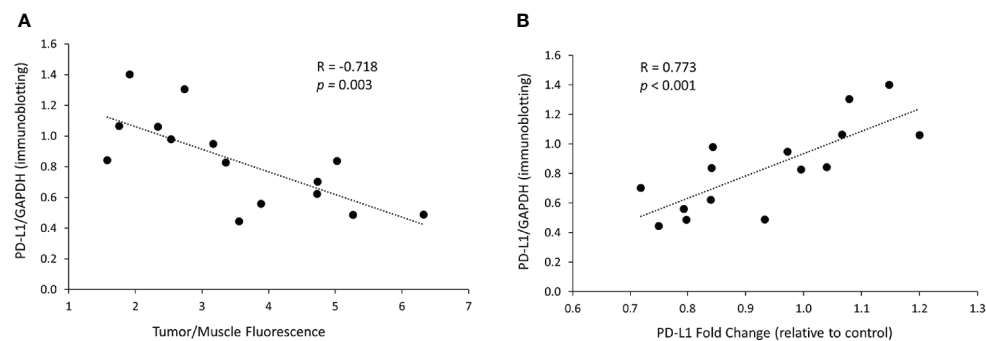 A
PD-L1/GAPDH (immunoblotting)
1.6
1.4
1.2
1.0
0.8
0.6
0.4
0.2
0.0
R = -0.718
p = 0.003
1 2 3 4 5 6 7
Tumor/Muscle Fluorescence
B
PD-L1/GAPDH (immunoblotting)
1.6
1.4
1.2
1.0
0.8
0.6
0.4
0.2
0.0
R = 0.773
p < 0.001
0.6 0.7 0.8 0.9 1.0 1.1 1.2 1.3
PD-L1 Fold Change (relative to control)